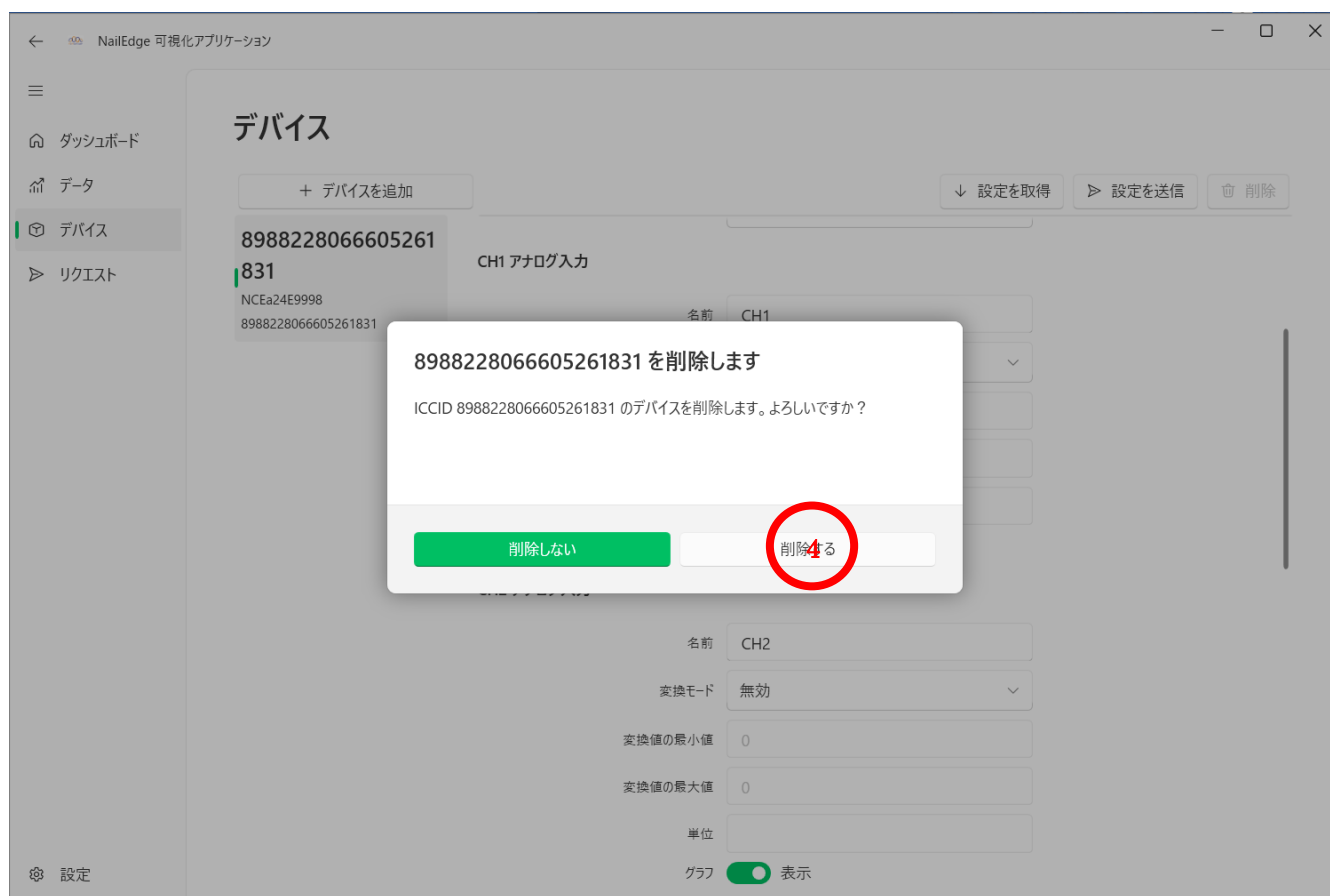 NailEdge 可視化アプリケーション
ダッシュボード
データ
デバイス
リクエスト
設定
デバイス
+ デバイスを追加
設定を取得
設定を送信
削除
8988228066605261
831
NCEa24E9998
8988228066605261831
CH1 アナログ入力
名前 CH1
8988228066605261831 を削除します
ICCID 8988228066605261831 のデバイスを削除します。よろしいですか？
削除しない
削除する
4
名前 CH2
変換モード 無効
変換値の最小値 0
変換値の最大値 0
単位
グラフ 表示